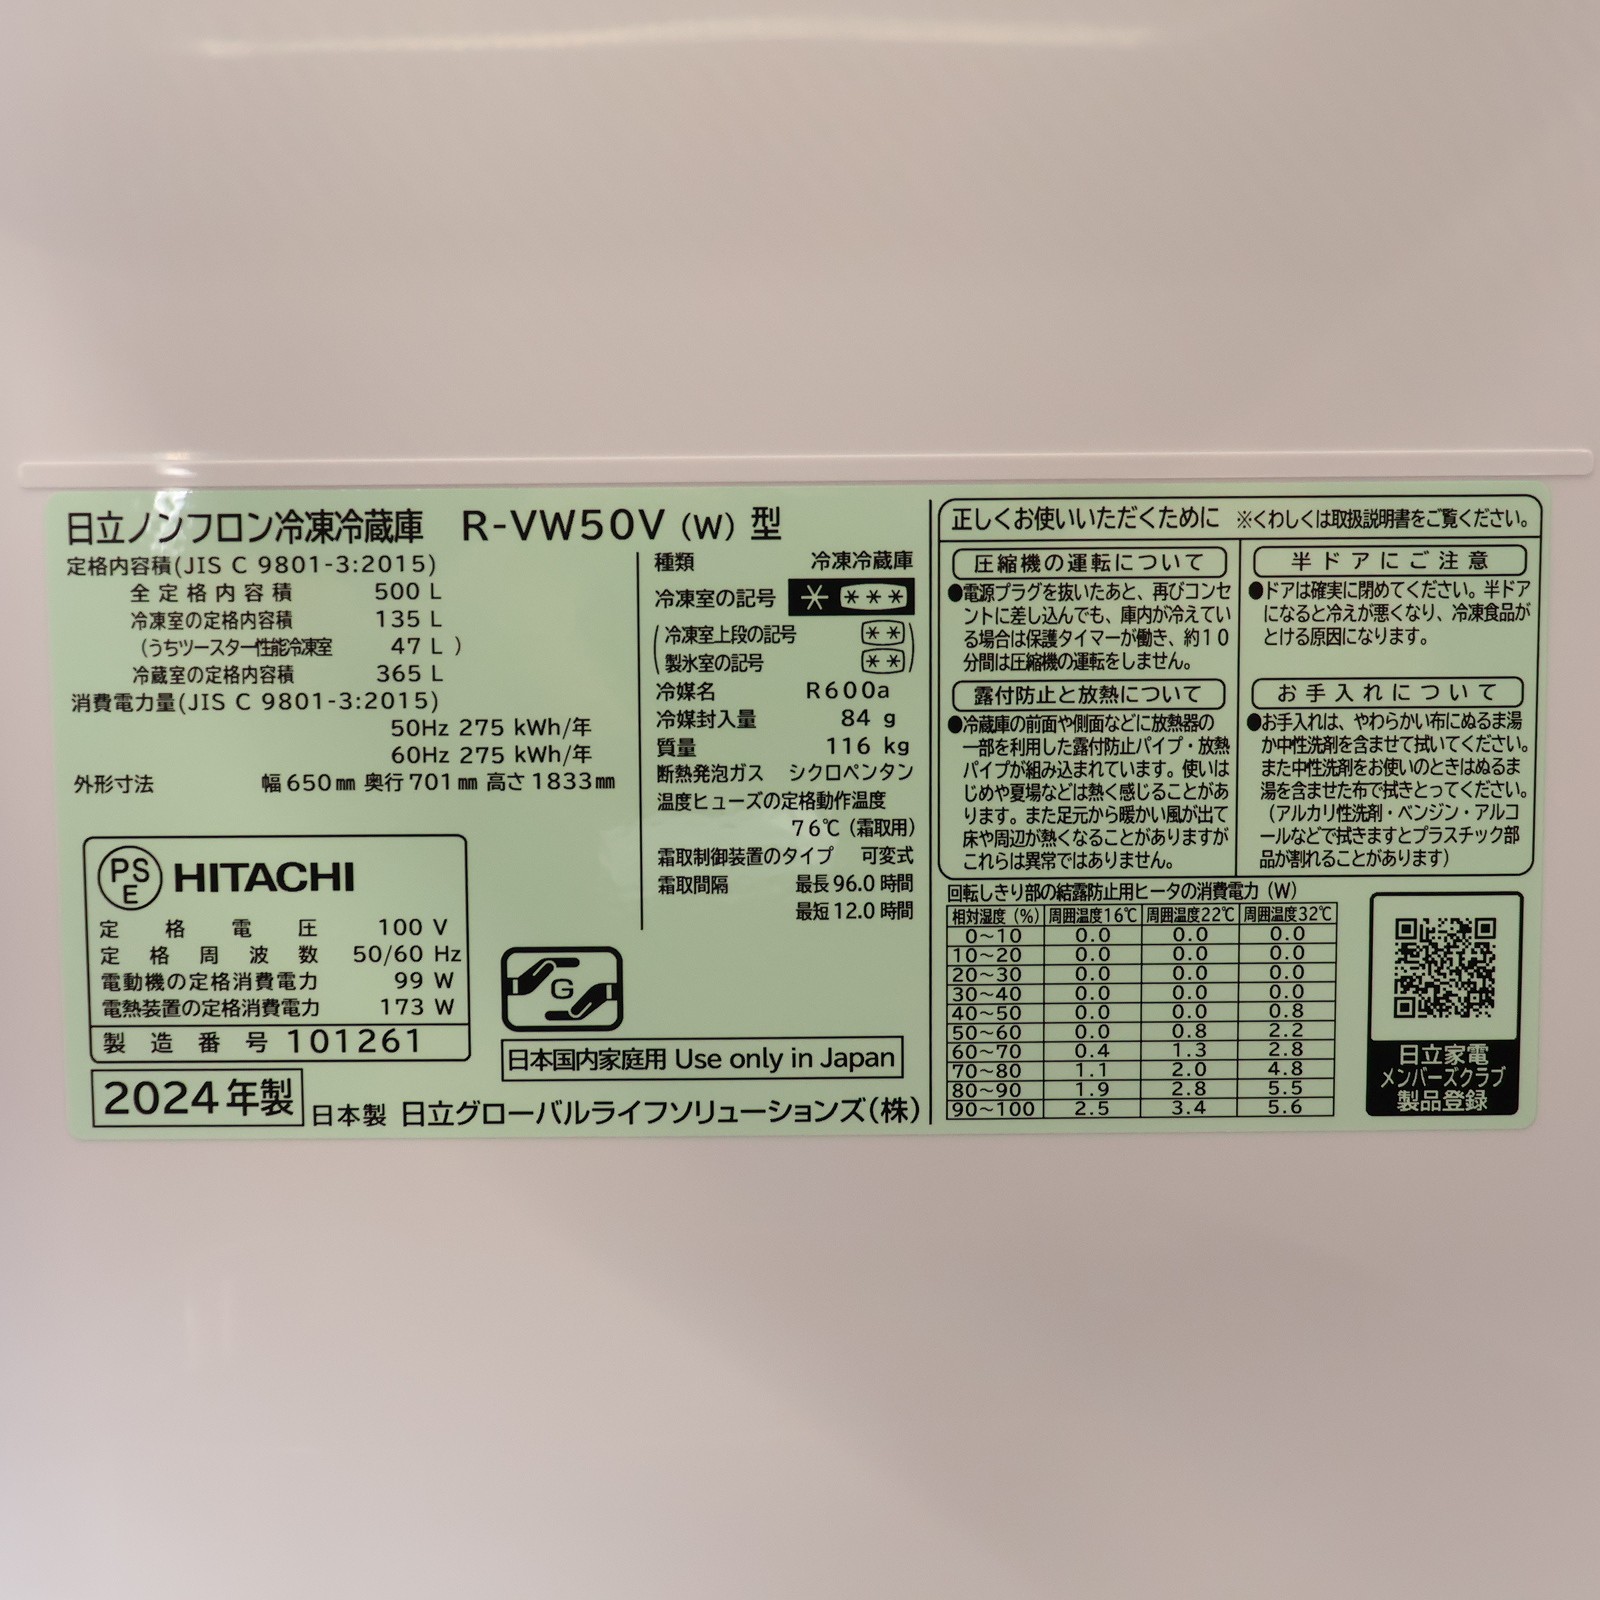 日立ノンフロン冷凍冷蔵庫 R-VW50V (W) 型
定格内容積(JIS C 9801-3:2015)
全定格内容積 500 L
冷凍室の定格内容積 135 L
(うちツースター性能冷凍室 47 L )
冷蔵室の定格内容積 365 L
消費電力量(JIS C 9801-3:2015)
50Hz 275 kWh/年
60Hz 275 kWh/年
外形寸法 幅650㎜ 奥行701㎜ 高さ1833㎜
PS E HITACHI
定格電圧 100 V
定格周波数 50/60 Hz
電動機の定格消費電力 99 W
電熱装置の定格消費電力 173 W
製造番号 101261
2024年製
日本製 日立グローバルライフソリューションズ(株)
種類 冷凍冷蔵庫
冷凍室の記号 * ***
冷凍室上段の記号 **
製氷室の記号 **
冷媒名 R600a
冷媒封入量 84 g
質量 116 kg
断熱発泡ガス シクロペンタン
温度ヒューズの定格動作温度
76℃(霜取用)
霜取制御装置のタイプ 可変式
霜取間隔 最長96.0時間
最短12.0時間
G
日本国内家庭用 Use only in Japan
正しくお使いいただくために ※くわしくは取扱説明書をご覧ください。
圧縮機の運転について
●電源プラグを抜いたあと、再びコンセ
ントに差し込んでも、庫内が冷えてい
る場合は保護タイマーが働き、約10
分間は圧縮機の運転をしません。
露付防止と放熱について
●冷蔵庫の前面や側面などに放熱器の
一部を利用した露付防止パイプ・放熱
パイプが組み込まれています。使いは
じめや夏場などは熱く感じることがあ
ります。また足元から暖かい風が出て
床や周辺が熱くなることがありますが
これらは異常ではありません。
半ドアにご注意
●ドアは確実に閉めてください。半ドア
になると冷えが悪くなり、冷凍食品が
とける原因になります。
お手入れについて
●お手入れは、やわらかい布にぬるま湯
か中性洗剤を含ませて拭いてください。
また中性洗剤をお使いのときはぬるま
湯を含ませた布で拭きとってください。
(アルカリ性洗剤・ベンジン・アルコ
ールなどで拭きますとプラスチック部
品が割れることがあります)
回転しきり部の結露防止用ヒータの消費電力(W)
相対湿度(%) 周囲温度16℃ 周囲温度22℃ 周囲温度32℃
0~10 0.0 0.0 0.0
10~20 0.0 0.0 0.0
20~30 0.0 0.0 0.0
30~40 0.0 0.0 0.0
40~50 0.0 0.0 0.8
50~60 0.0 0.8 2.2
60~70 0.4 1.3 2.8
70~80 1.1 2.0 4.8
80~90 1.9 2.8 5.5
90~100 2.5 3.4 5.6
日立家電
メンバーズクラブ
製品登録